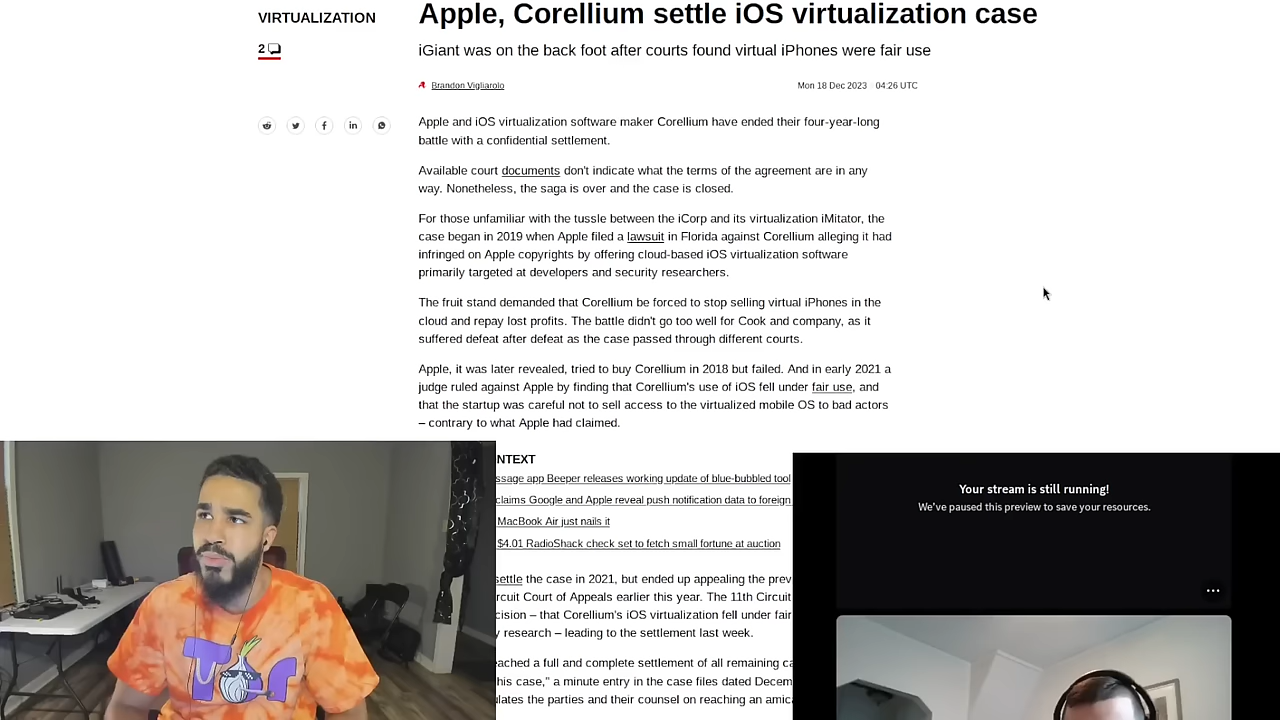 VIRTUALIZATION
2
Apple, Corellium settle iOS virtualization case
iGiant was on the back foot after courts found virtual iPhones were fair use
Brandon Vigliarolo
Mon 18 Dec 2023 04:26 UTC
Apple and iOS virtualization software maker Corellium have ended their four-year-long
battle with a confidential settlement.
Available court documents don't indicate what the terms of the agreement are in any
way. Nonetheless, the saga is over and the case is closed.
For those unfamiliar with the tussle between the iCorp and its virtualization iMitator, the
case began in 2019 when Apple filed a lawsuit in Florida against Corellium alleging it had
infringed on Apple copyrights by offering cloud-based iOS virtualization software
primarily targeted at developers and security researchers.
The fruit stand demanded that Corellium be forced to stop selling virtual iPhones in the
cloud and repay lost profits. The battle didn't go too well for Cook and company, as it
suffered defeat after defeat as the case passed through different courts.
Apple, it was later revealed, tried to buy Corellium in 2018 but failed. And in early 2021 a
judge ruled against Apple by finding that Corellium's use of iOS fell under fair use, and
that the startup was careful not to sell access to the virtualized mobile OS to bad actors
– contrary to what Apple had claimed.
NTEXT
ssage app Beeper releases working update of blue-bubbled tool
claims Google and Apple reveal push notification data to foreign
MacBook Air just nails it
$4.01 RadioShack check set to fetch small fortune at auction
settle the case in 2021, but ended up appealing the prev
rcuit Court of Appeals earlier this year. The 11th Circuit
cision – that Corellium's iOS virtualization fell under fair
y research – leading to the settlement last week.
eached a full and complete settlement of all remaining ca
his case," a minute entry in the case files dated Decem
ulates the parties and their counsel on reaching an amica
Tor
Your stream is still running!
We've paused this preview to save your resources.